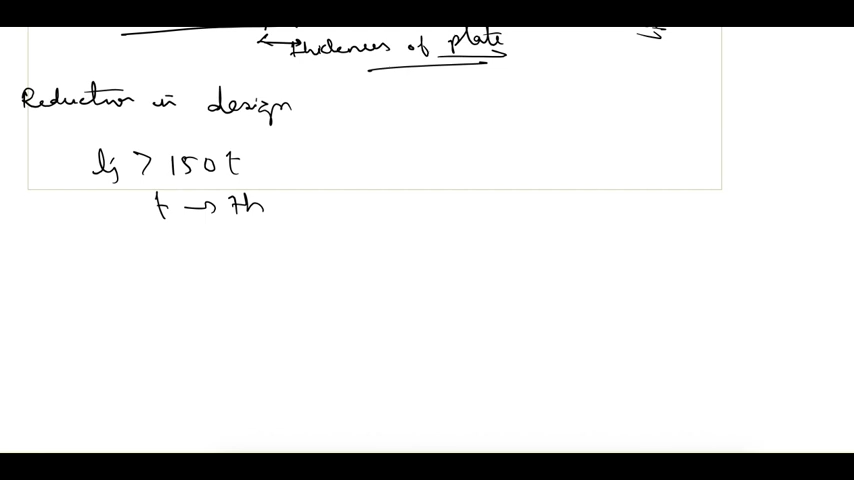 thickness of plate
Reduction in design
lj > 150 t
t → th